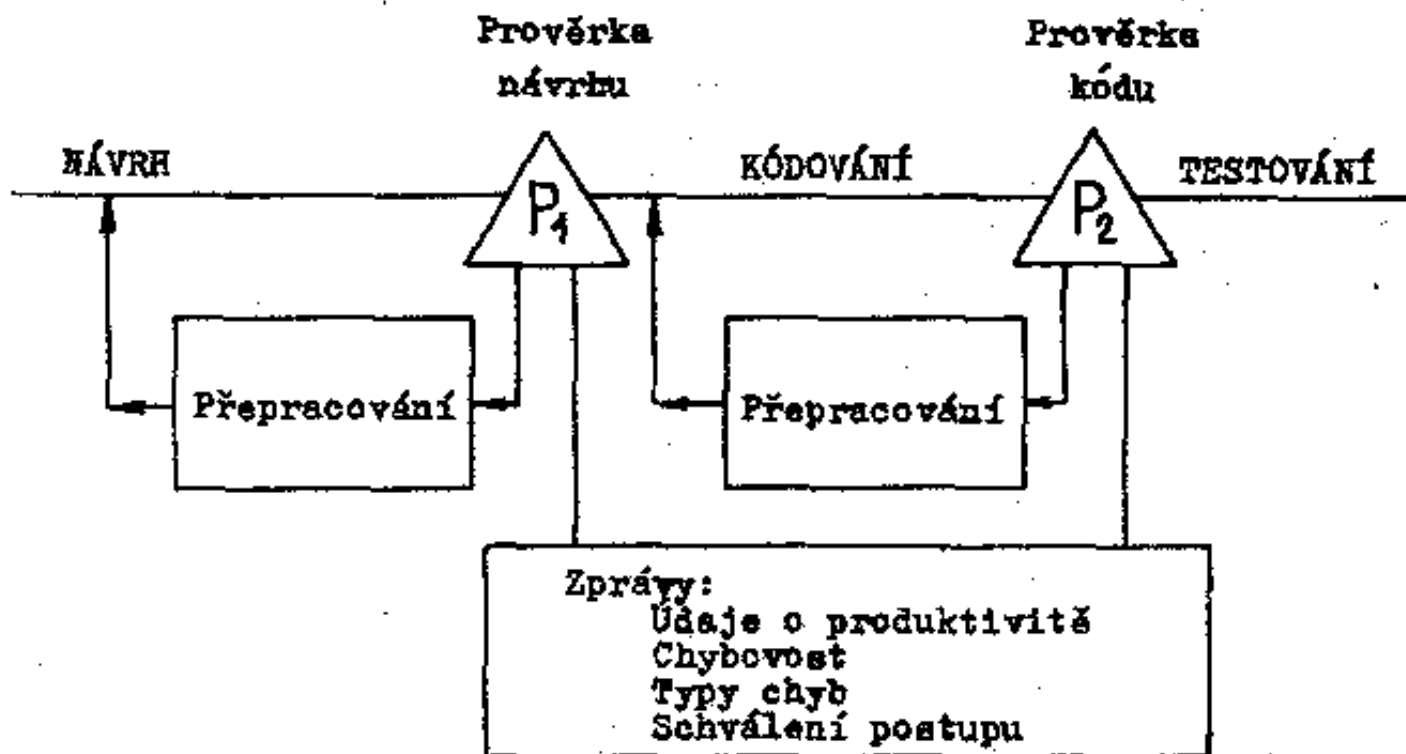 Prověrka
návrhu
Prověrka
kódu
NÁVRH
KÓDOVÁNÍ
TESTOVÁNÍ
P1
P2
Přepracování
Přepracování
Zprávy:
Údaje o produktivitě
Chybovost
Typy chyb
Schválení postupu